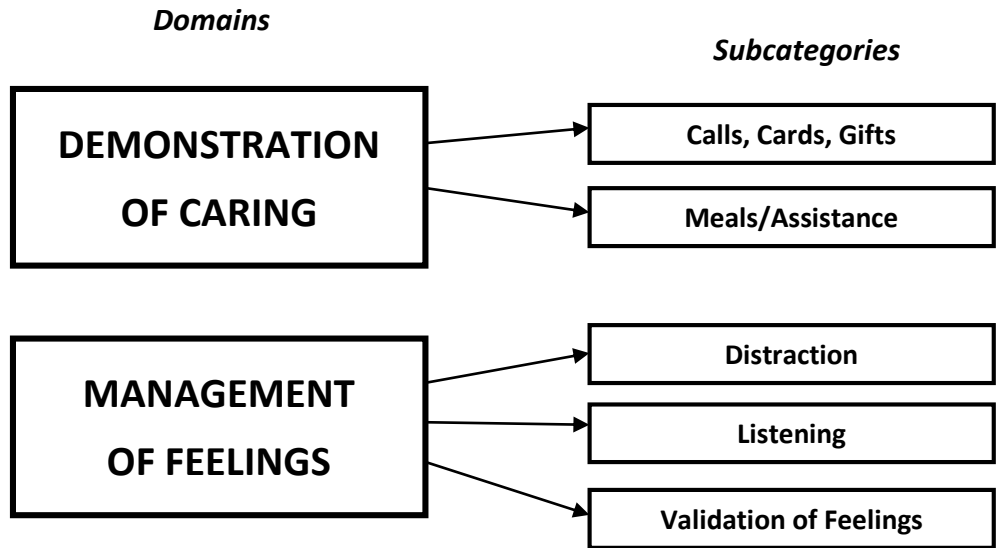 Domains
Subcategories
DEMONSTRATION
OF CARING
Calls, Cards, Gifts
Meals/Assistance
MANAGEMENT
OF FEELINGS
Distraction
Listening
Validation of Feelings